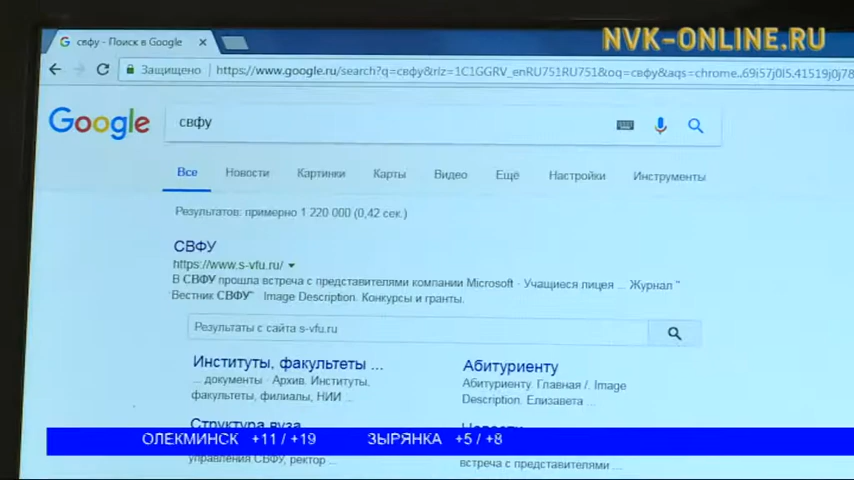 NVK-ONLINE.RU
свфу - Поиск в Google
Защищено https://www.google.ru/search?q=свфу&rlz=1C1GGRV_enRU751RU751&oq=свфу&aqs=chrome..69i57j0l5.41519j0j78
Google свфу
Все Новости Картинки Карты Видео Ещё Настройки Инструменты
Результатов: примерно 1 220 000 (0,42 сек.)
СВФУ
https://www.s-vfu.ru/
В СВФУ прошла встреча с представителями компании Microsoft · Учащиеся лицея ... Журнал "
Вестник СВФУ" Image Description. Конкурсы и гранты.
Результаты с сайта s-vfu.ru
Институты, факультеты ...
... документы · Архив. Институты,
факультеты, филиалы, НИИ ...
Абитуриенту
Абитуриенту. Главная /. Image
Description. Елизавета ...
Структура вуза
Новости
ОЛЕКМИНСК +11 / +19 ЗЫРЯНКА +5 / +8
управления СВФУ, ректор ...
встреча с представителями ...